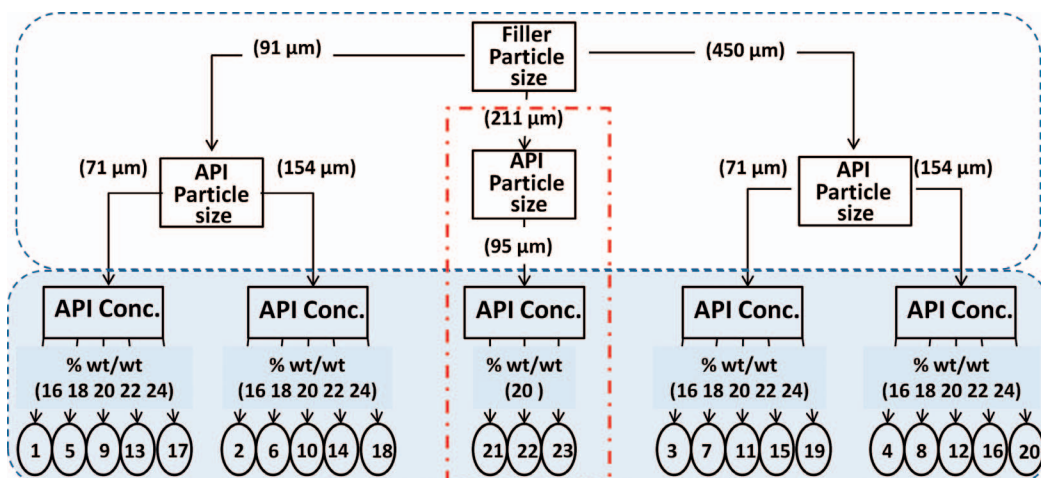 Filler
Particle
size
(91 µm)
(450 µm)
(211 µm)
(71 µm)
API
Particle
size
(154 µm)
API
Particle
size
(71 µm)
API
Particle
size
(154 µm)
(95 µm)
API Conc.
API Conc.
API Conc.
API Conc.
API Conc.
% wt/wt
(16 18 20 22 24)
% wt/wt
(16 18 20 22 24)
% wt/wt
(20 )
% wt/wt
(16 18 20 22 24)
% wt/wt
(16 18 20 22 24)
1 5 9 13 17
2 6 10 14 18
21 22 23
3 7 11 15 19
4 8 12 16 20